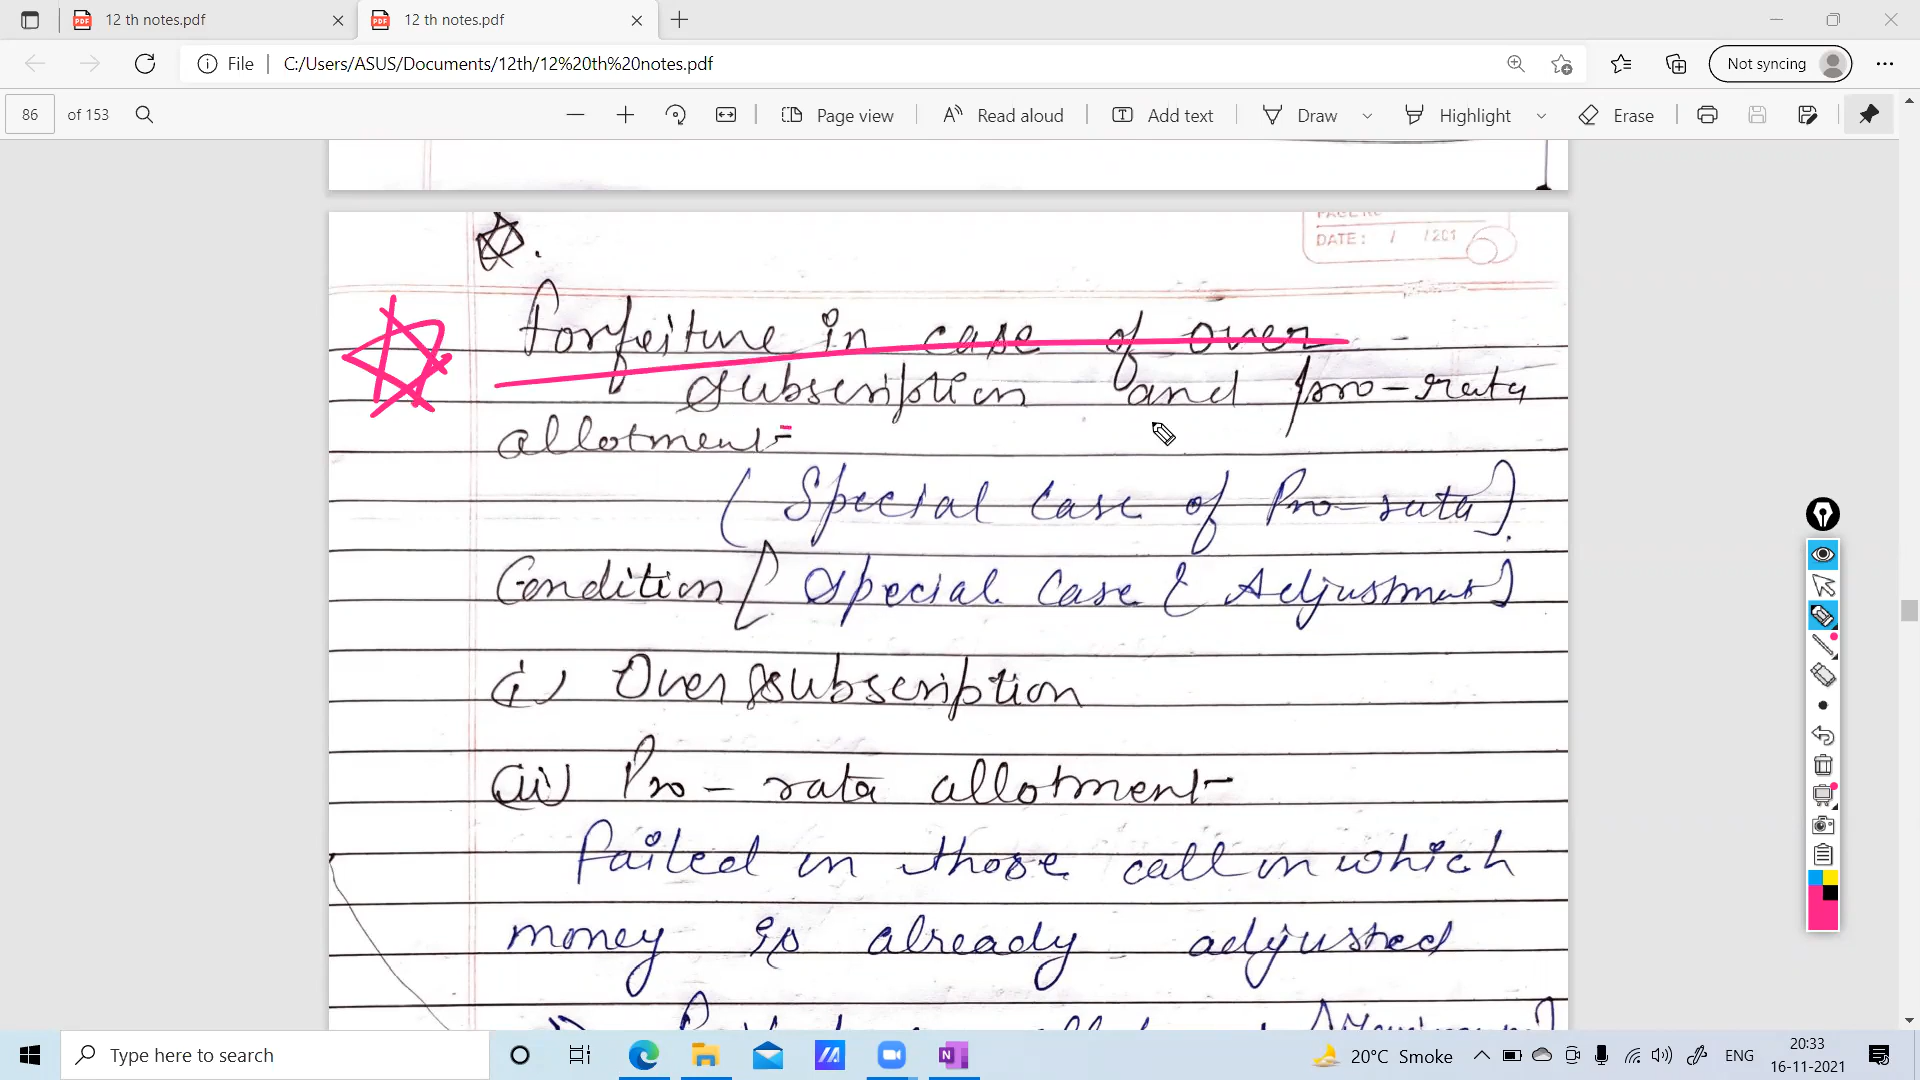 12 th notes.pdf
12 th notes.pdf
File
C:/Users/ASUS/Documents/12th/12%20th%20notes.pdf
Not syncing
86 of 153
Page view
Read aloud
Add text
Draw
Highlight
Erase
DATE: / /201
Forfeiture in case of over
subscription and pro-rata
allotment
(Special Case of Pro-rata)
Condition [Special Case & Adjustment]
(i) Over subscription
(ii) Pro-rata allotment
failed in those call in which
money is already adjusted
Type here to search
20°C Smoke
ENG
20:33
16-11-2021